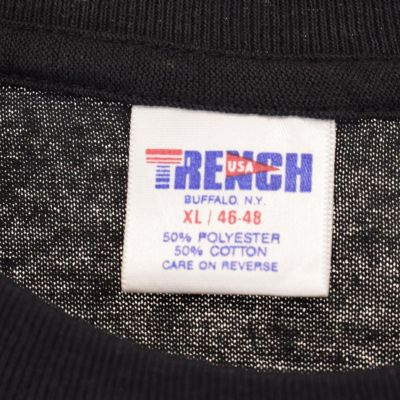 TRENCH
USA
BUFFALO, N.Y.
XL / 46-48
50% POLYESTER
50% COTTON
CARE ON REVERSE